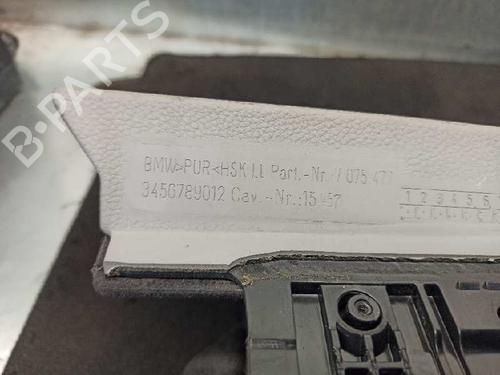 BMW >PUR< HSK LL Part.-Nr.: 7 075 477
3456789012 Cav.-Nr.:15
1 2 3 4 5 6
B-PARTS